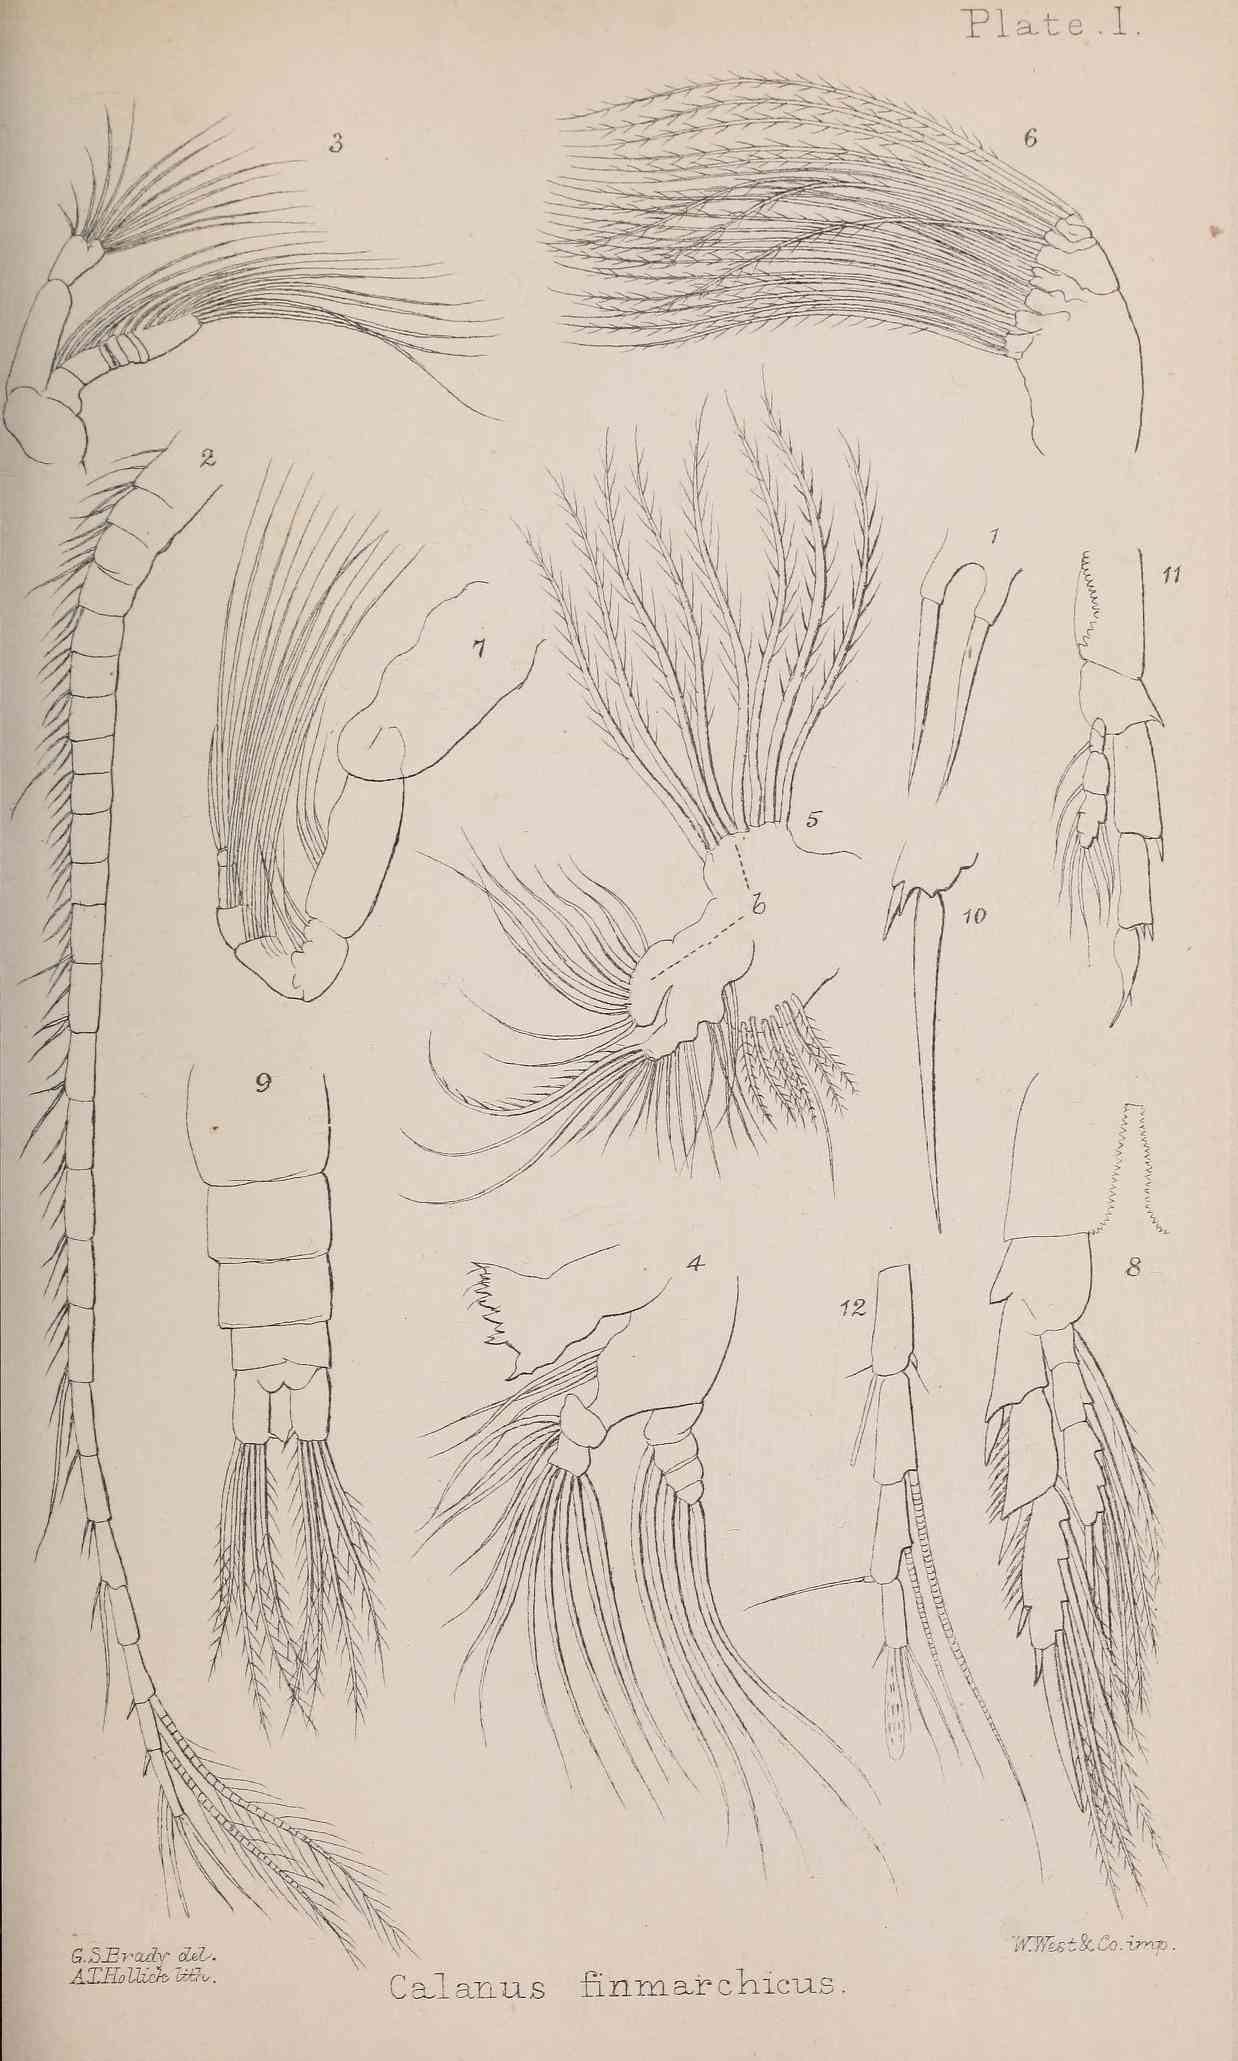 Plate.1.
3
6
2
1
11
7
5
b
10
9
4
8
12
G.S.Brady del.
A.T.Hollick lith.
W.West & Co. imp.
Calanus finmarchicus.